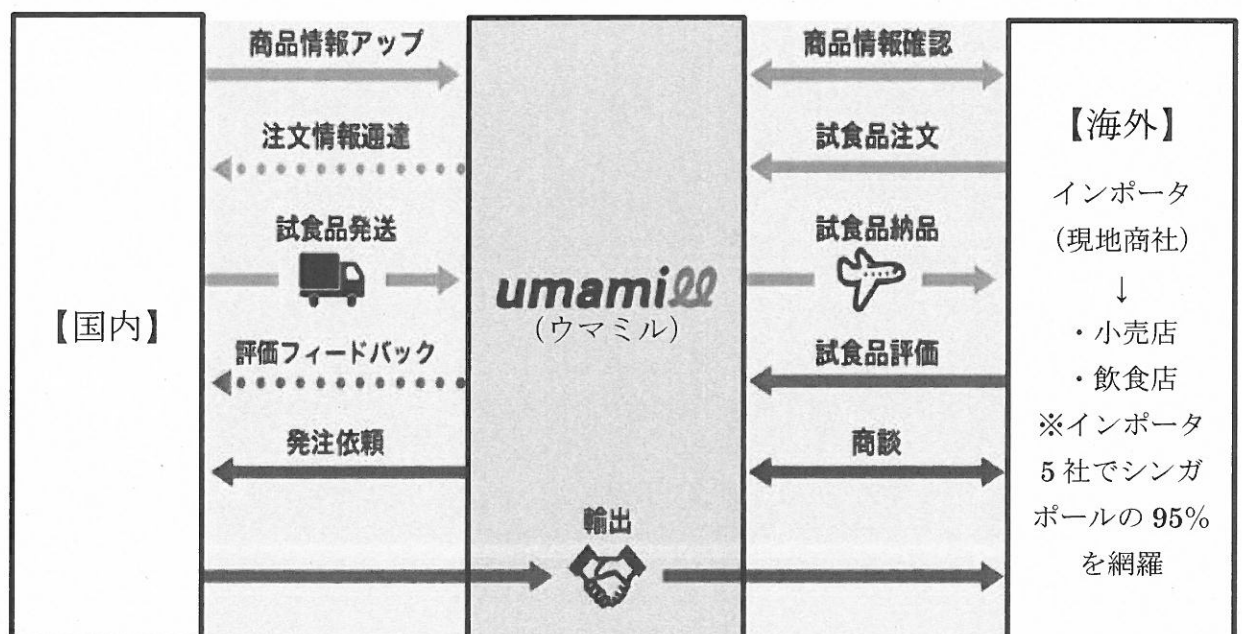 【国内】
商品情報アップ
注文情報通達
試食品発送
評価フィードバック
発注依頼
umamill
(ウマミル)
輸出
商品情報確認
試食品注文
試食品納品
試食品評価
商談
【海外】
インポータ
(現地商社)
↓
・小売店
・飲食店
※インポータ
5社でシンガ
ポールの95%
を網羅